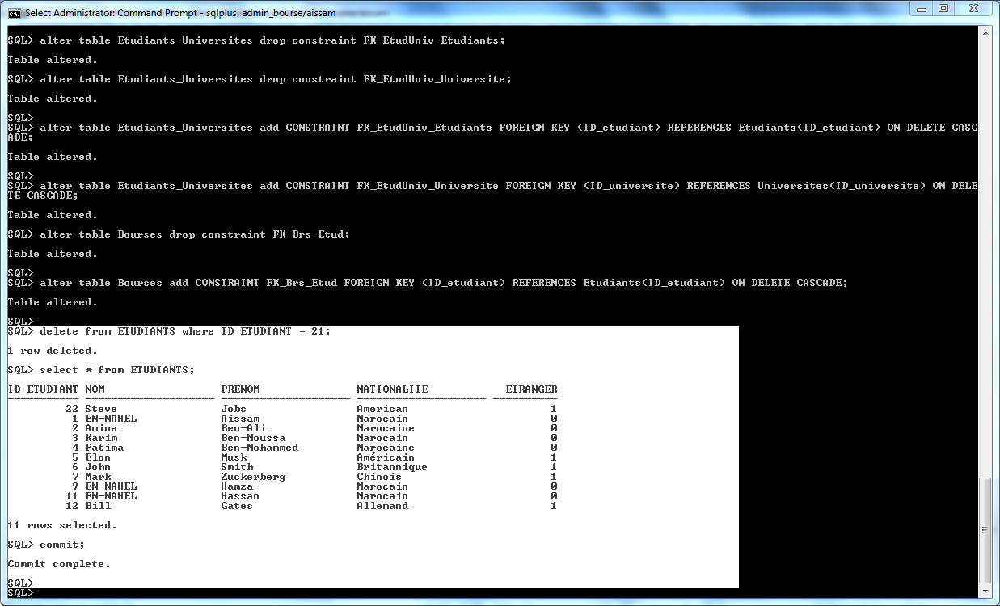 Select Administrator: Command Prompt - sqlplus admin_bourse/aissam
SQL> alter table Etudiants_Universites drop constraint FK_EtudUniv_Etudiants;
Table altered.
SQL> alter table Etudiants_Universites drop constraint FK_EtudUniv_Universite;
Table altered.
SQL>
SQL> alter table Etudiants_Universites add CONSTRAINT FK_EtudUniv_Etudiants FOREIGN KEY (ID_etudiant) REFERENCES Etudiants(ID_etudiant) ON DELETE CASC
ADE;
Table altered.
SQL>
SQL> alter table Etudiants_Universites add CONSTRAINT FK_EtudUniv_Universite FOREIGN KEY (ID_universite) REFERENCES Universites(ID_universite) ON DELE
TE CASCADE;
Table altered.
SQL> alter table Bourses drop constraint FK_Brs_Etud;
Table altered.
SQL>
SQL> alter table Bourses add CONSTRAINT FK_Brs_Etud FOREIGN KEY (ID_etudiant) REFERENCES Etudiants(ID_etudiant) ON DELETE CASCADE;
Table altered.
SQL>
SQL> delete from ETUDIANTS where ID_ETUDIANT = 21;
1 row deleted.
SQL> select * from ETUDIANTS;
ID_ETUDIANT NOM PRENOM NATIONALITE ETRANGER
----------- -------------------- -------------------- -------------------- ----------
22 Steve Jobs American 1
1 EN-NAHEL Aissam Marocain 0
2 Amina Ben-Ali Marocaine 0
3 Karim Ben-Moussa Marocain 0
4 Fatima Ben-Mohammed Marocaine 0
5 Elon Musk Américain 1
6 John Smith Britannique 1
7 Mark Zuckerberg Chinois 1
9 EN-NAHEL Hamza Marocain 0
11 EN-NAHEL Hassan Marocain 0
12 Bill Gates Allemand 1
11 rows selected.
SQL> commit;
Commit complete.
SQL>
SQL>